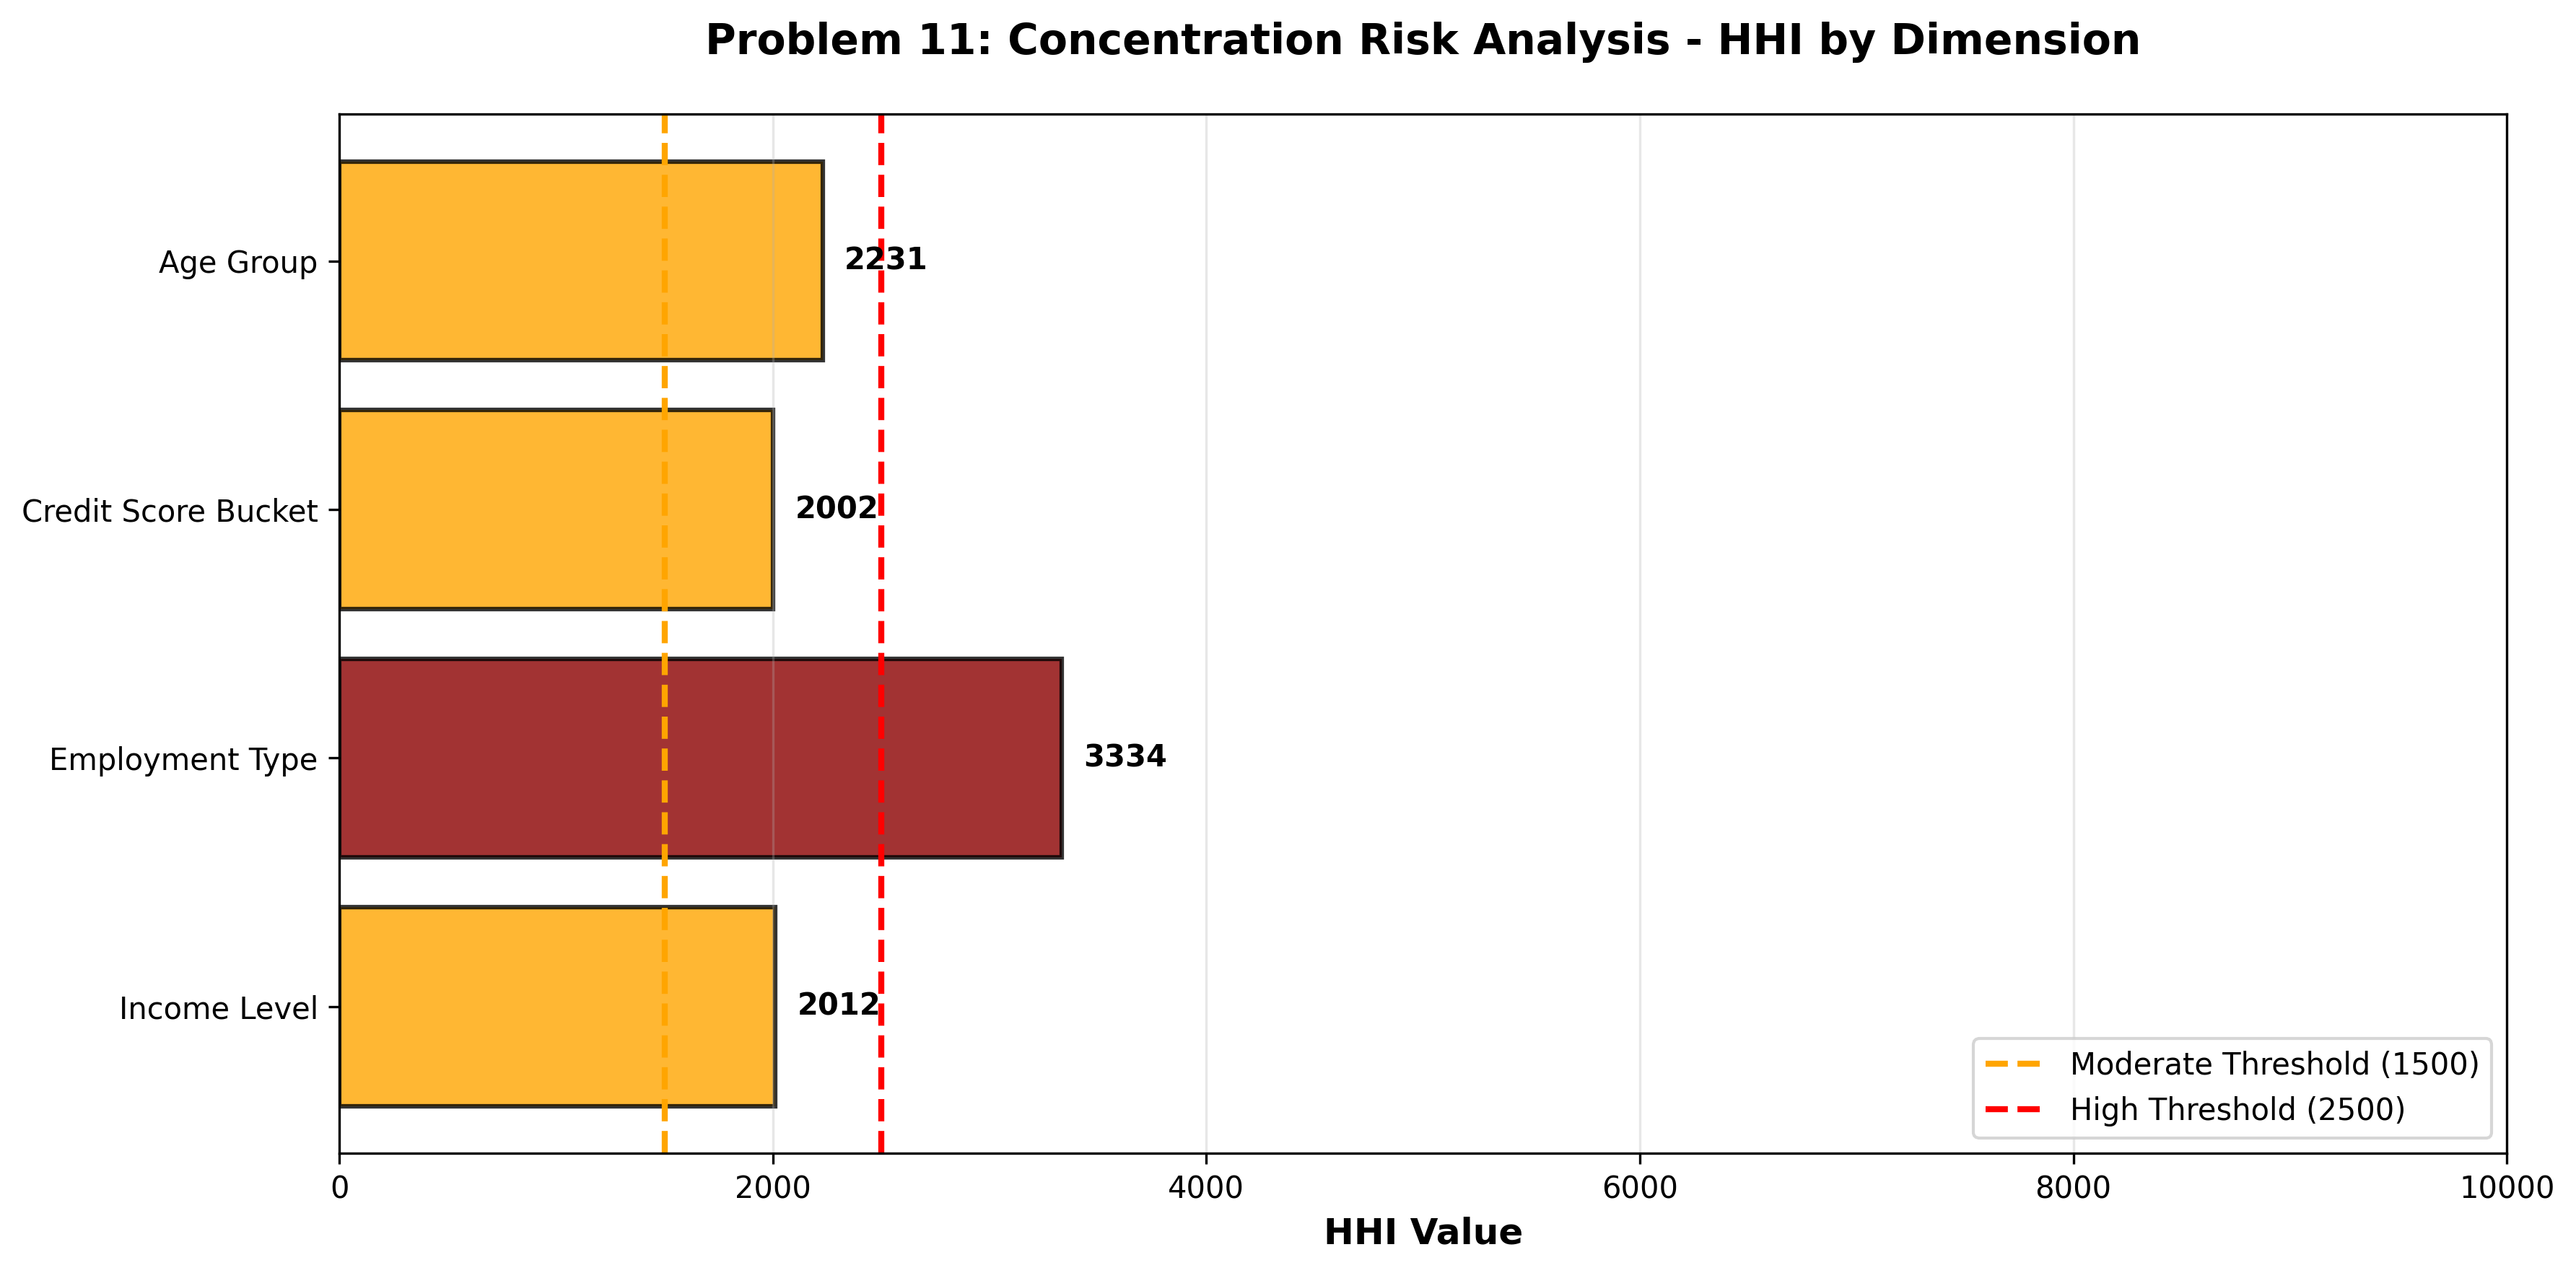 Problem 11: Concentration Risk Analysis - HHI by Dimension
Age Group
2231
Credit Score Bucket
2002
Employment Type
3334
Income Level
2012
Moderate Threshold (1500)
High Threshold (2500)
0 2000 4000 6000 8000 10000
HHI Value